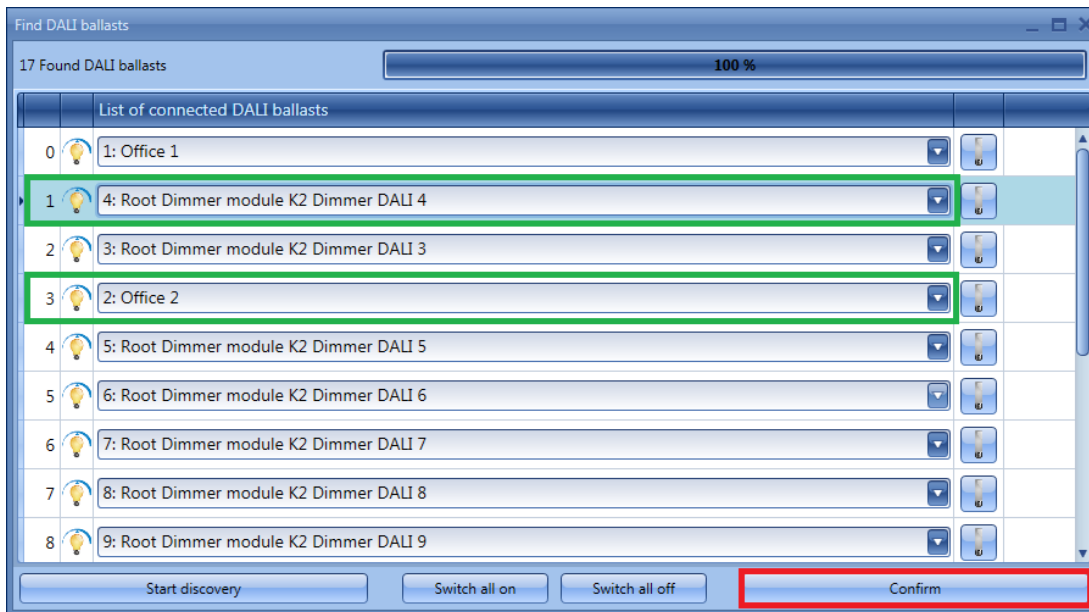 Find DALI ballasts
17 Found DALI ballasts 100 %
List of connected DALI ballasts
0 1: Office 1
1 4: Root Dimmer module K2 Dimmer DALI 4
2 3: Root Dimmer module K2 Dimmer DALI 3
3 2: Office 2
4 5: Root Dimmer module K2 Dimmer DALI 5
5 6: Root Dimmer module K2 Dimmer DALI 6
6 7: Root Dimmer module K2 Dimmer DALI 7
7 8: Root Dimmer module K2 Dimmer DALI 8
8 9: Root Dimmer module K2 Dimmer DALI 9
Start discovery Switch all on Switch all off Confirm